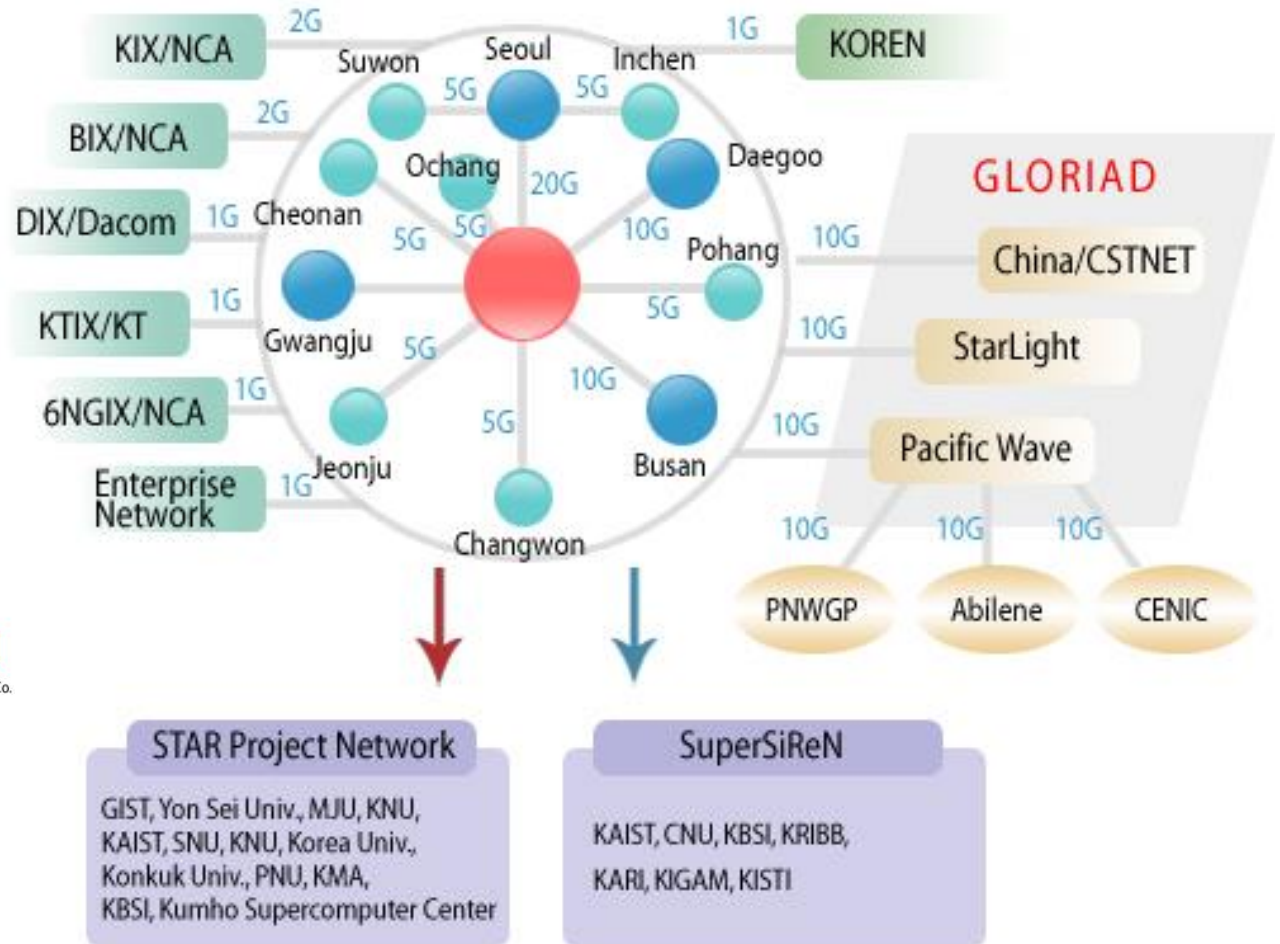 KIX/NCA
2G
Suwon
Seoul
Inchen
1G
KOREN
5G
5G
BIX/NCA
2G
Ochang
Daegoo
GLORIAD
20G
DIX/Dacom
1G
Cheonan
5G
5G
10G
Pohang
10G
China/CSTNET
KTIX/KT
1G
Gwangju
5G
5G
10G
StarLight
6NGIX/NCA
1G
10G
5G
Busan
10G
Pacific Wave
Enterprise
Network
1G
Jeonju
Changwon
10G
10G
10G
PNWGP
Abilene
CENIC
STAR Project Network
GIST, Yon Sei Univ., MJU, KNU,
KAIST, SNU, KNU, Korea Univ.,
Konkuk Univ., PNU, KMA,
KBSI, Kumho Supercomputer Center
SuperSiReN
KAIST, CNU, KBSI, KRIBB,
KARI, KIGAM, KISTI